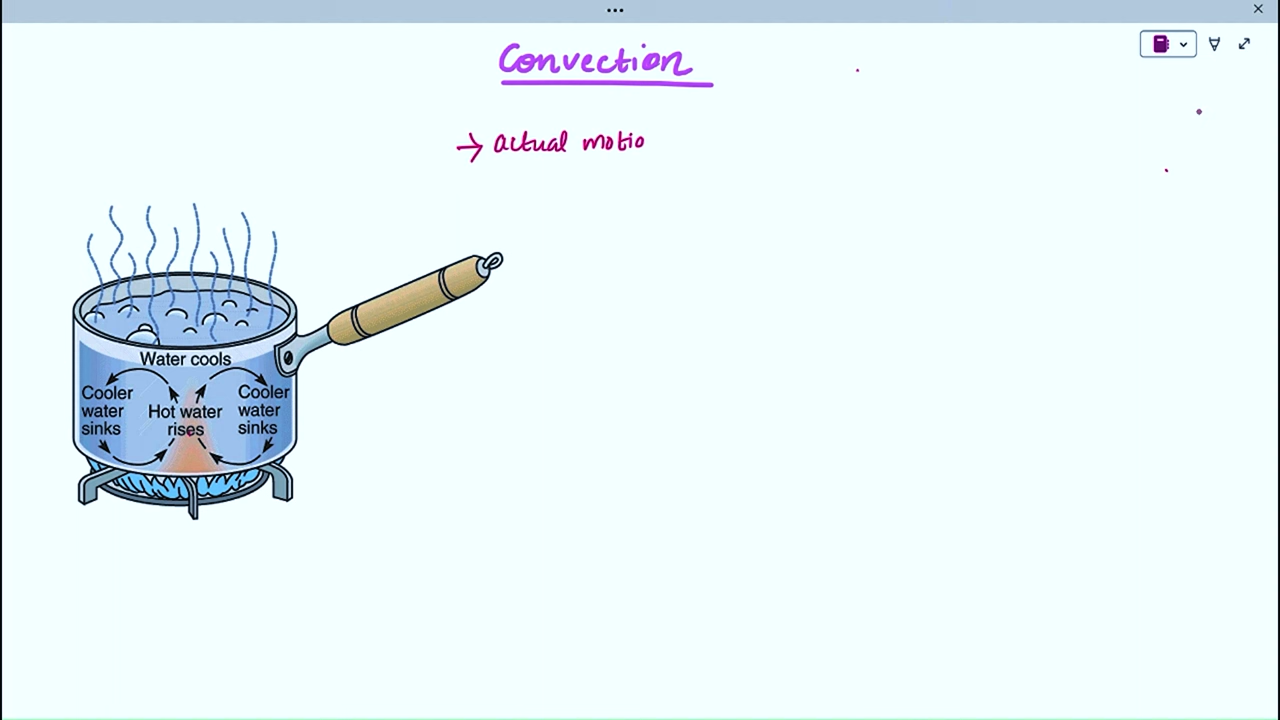 Convection
→ actual motio
Water cools
Cooler
water
sinks
Hot water
rises
Cooler
water
sinks